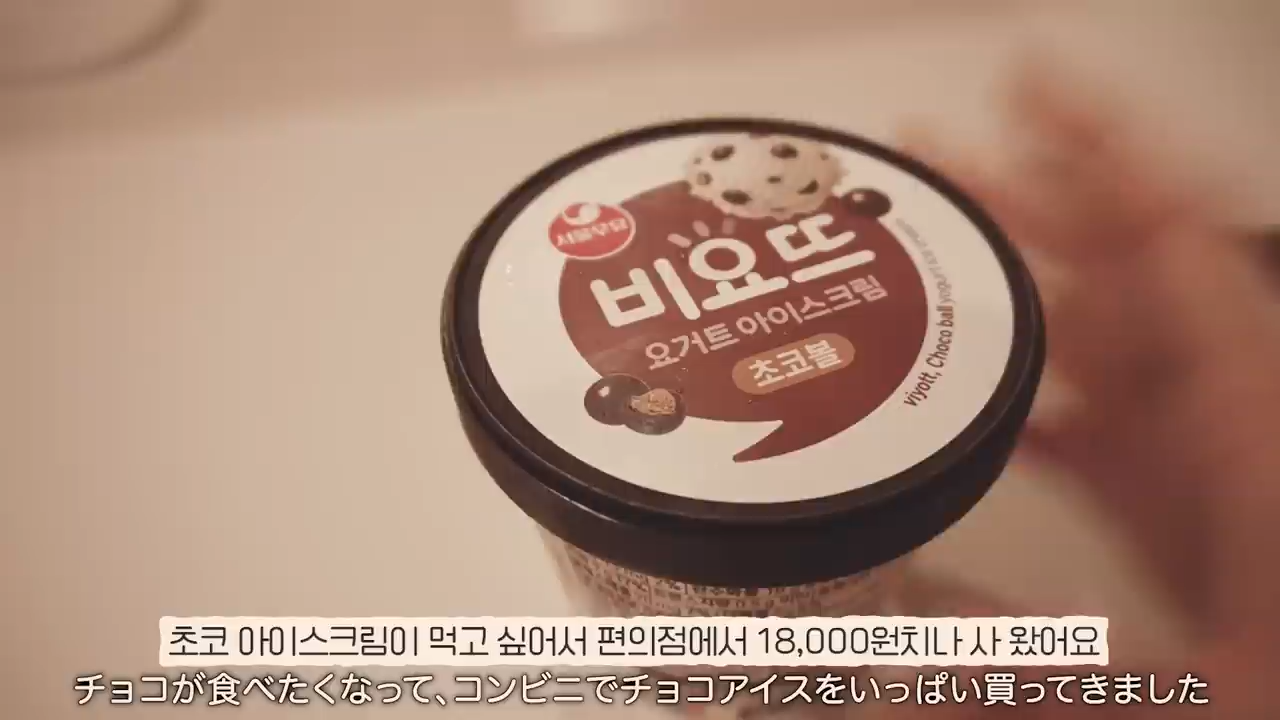 서울우유
비요뜨
요거트 아이스크림
초코볼
viyott, Choco ball
초코 아이스크림이 먹고 싶어서 편의점에서 18,000원치나 사 왔어요
チョコが食べたくなって、コンビニでチョコアイスをいっぱい買ってきました